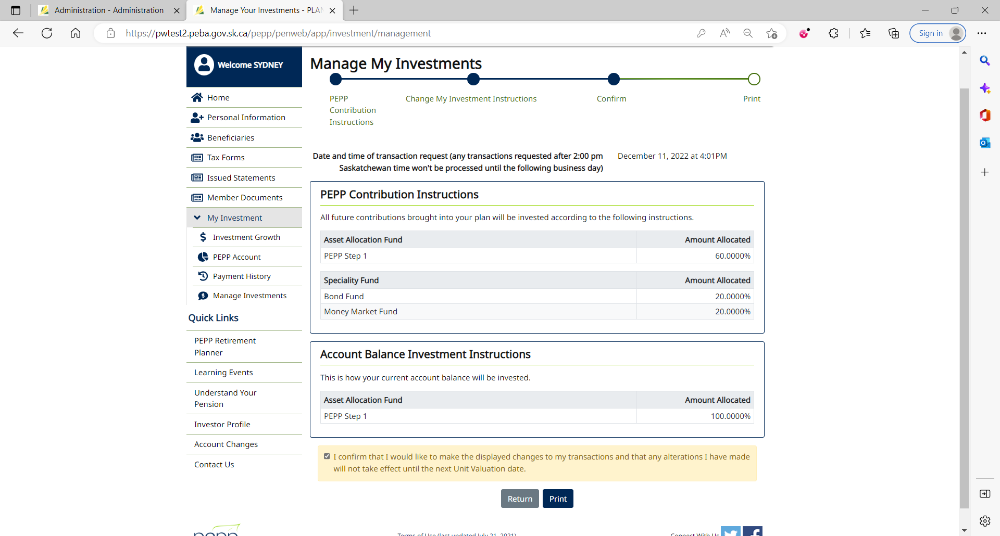 Administration - Administration
Manage Your Investments - PLAN
https://pwtest2.peba.gov.sk.ca/pepp/penweb/app/investment/management
Sign in
Welcome SYDNEY
Home
Personal Information
Beneficiaries
Tax Forms
Issued Statements
Member Documents
My Investment
Investment Growth
PEPP Account
Payment History
Manage Investments
Quick Links
PEPP Retirement
Planner
Learning Events
Understand Your
Pension
Investor Profile
Account Changes
Contact Us
Manage My Investments
PEPP
Contribution
Instructions
Change My Investment Instructions
Confirm
Print
Date and time of transaction request (any transactions requested after 2:00 pm
Saskatchewan time won't be processed until the following business day)
December 11, 2022 at 4:01PM
PEPP Contribution Instructions
All future contributions brought into your plan will be invested according to the following instructions.
Asset Allocation Fund Amount Allocated
PEPP Step 1 60.0000%
Speciality Fund Amount Allocated
Bond Fund 20.0000%
Money Market Fund 20.0000%
Account Balance Investment Instructions
This is how your current account balance will be invested.
Asset Allocation Fund Amount Allocated
PEPP Step 1 100.0000%
I confirm that I would like to make the displayed changes to my transactions and that any alterations I have made
will not take effect until the next Unit Valuation date.
Return Print
pepp
Terms of Use (last updated July 21, 2021)
Connect With Us